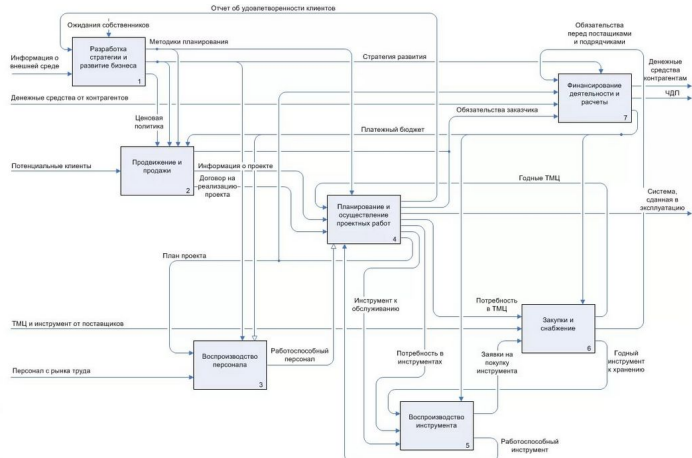 Отчет об удовлетворенности клиентов
Ожидания собственников
Методики планирования
Обязательства
перед постащиками
и подрядчиками
Информация о
внешней среде
Разработка
стратегии и
развитие бизнеса
1
Стратегия развития
Денежные
средства
контрагентам
Финансирование
деятельности и
расчеты
7
ЧДП
Денежные средства от контрагентов
Обязательства заказчика
Ценовая
политика
Платежный бюджет
Потенциальные клиенты
Продвижение и
продажи
2
Информация о проекте
Договор на
реализацию
проекта
Годные ТМЦ
Планирование и
осуществление
проектных работ
4
Система,
сданная в
эксплуатацию
План проекта
Инструмент к
обслуживанию
Потребность
в ТМЦ
Закупки и
снабжение
6
ТМЦ и инструмент от поставщиков
Воспроизводство
персонала
3
Работоспособный
персонал
Потребность в
инструментах
Заявки на
покупку
инструмента
Годный
инструмент
к хранению
Персонал с рынка труда
Воспроизводство
инструмента
5
Работоспособный
инструмент